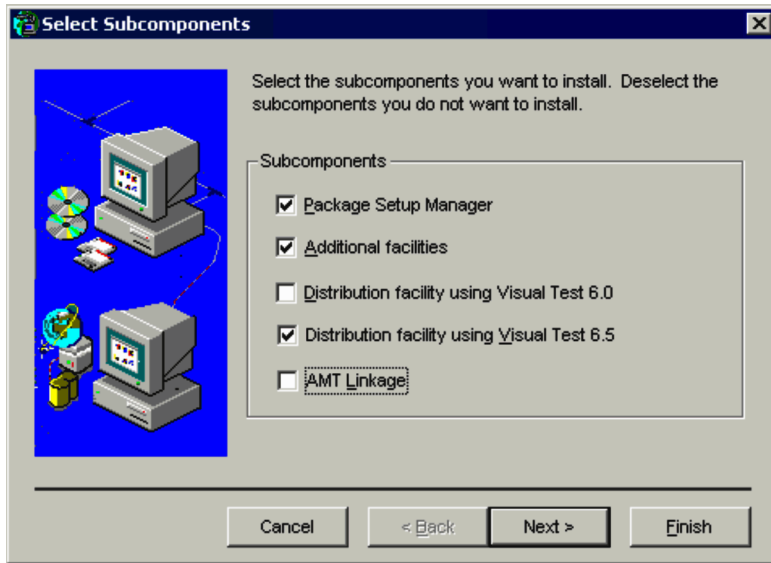 Select Subcomponents
Select the subcomponents you want to install. Deselect the
subcomponents you do not want to install.
Subcomponents
Package Setup Manager
Additional facilities
Distribution facility using Visual Test 6.0
Distribution facility using Visual Test 6.5
AMT Linkage
Cancel
< Back
Next >
Finish